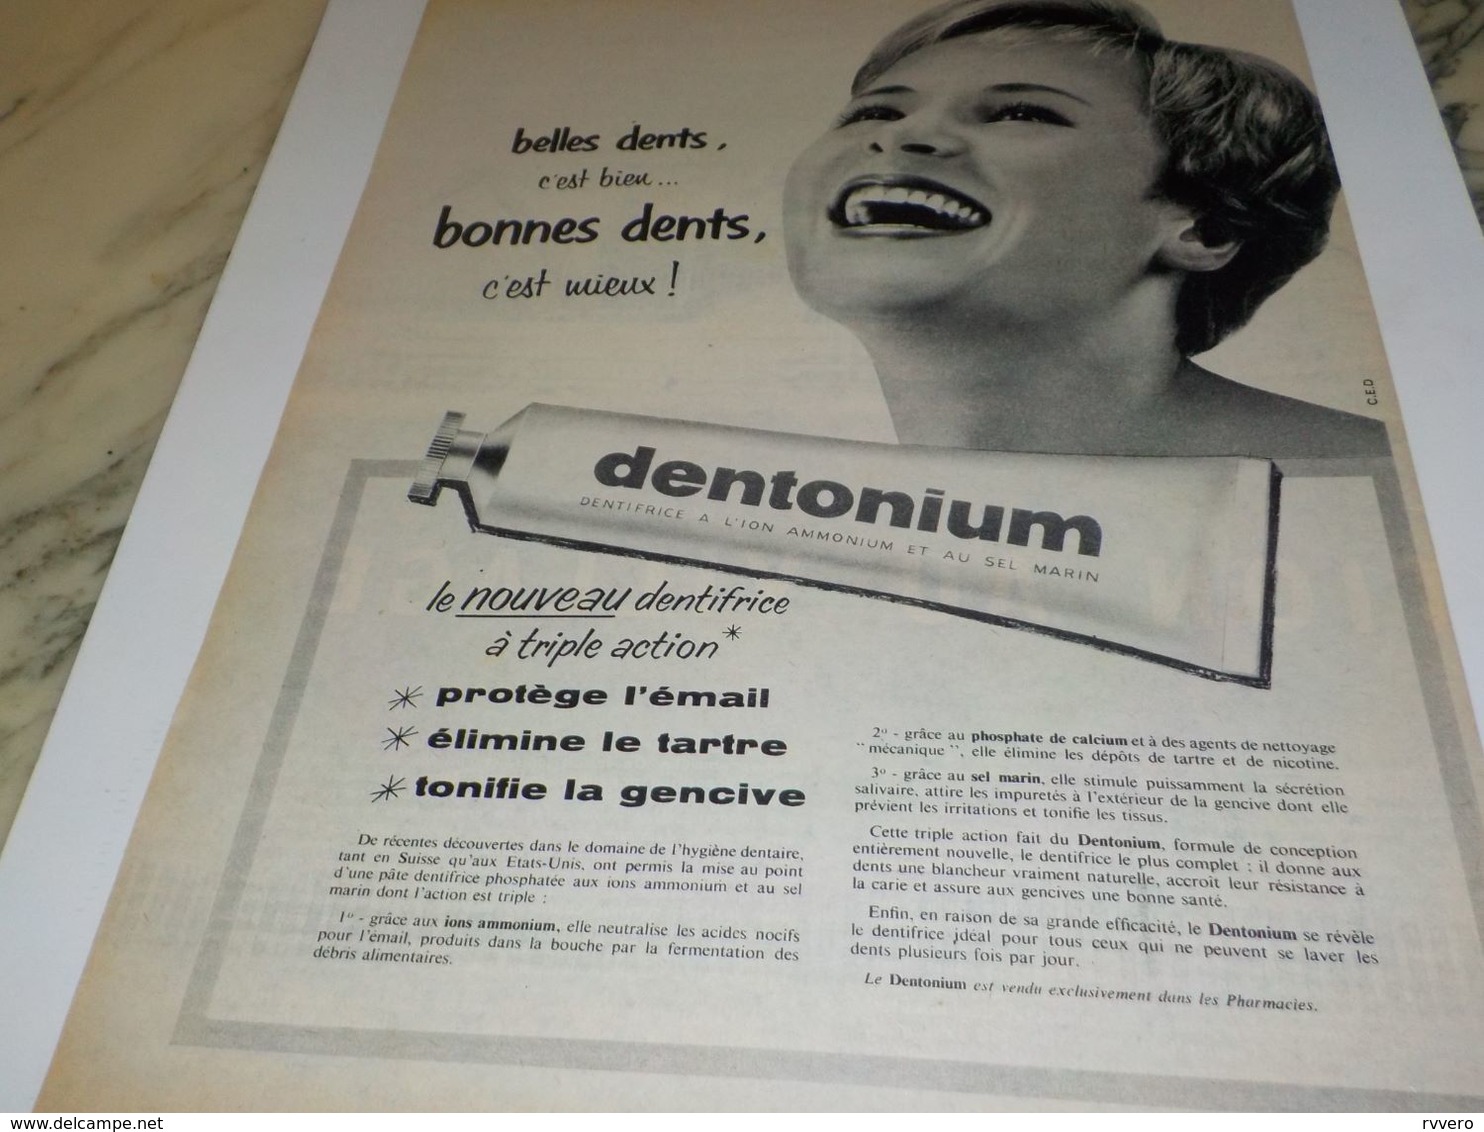 belles dents,
c'est bien...
bonnes dents,
c'est mieux !
C.E.D
dentonium
DENTIFRICE A L'ION AMMONIUM ET AU SEL MARIN
le nouveau dentifrice
à triple action*
* protège l'émail
* élimine le tartre
* tonifie la gencive
De récentes découvertes dans le domaine de l'hygiène dentaire,
tant en Suisse qu'aux Etats-Unis, ont permis la mise au point
d'une pâte dentifrice phosphatée aux ions ammonium et au sel
marin dont l'action est triple :
1º - grâce aux ions ammonium, elle neutralise les acides nocifs
pour l'émail, produits dans la bouche par la fermentation des
débris alimentaires.
2º - grâce au phosphate de calcium et à des agents de nettoyage
" mécanique ", elle élimine les dépôts de tartre et de nicotine.
3º - grâce au sel marin, elle stimule puissamment la sécrétion
salivaire, attire les impuretés à l'extérieur de la gencive dont elle
prévient les irritations et tonifie les tissus.
Cette triple action fait du Dentonium, formule de conception
entièrement nouvelle, le dentifrice le plus complet : il donne aux
dents une blancheur vraiment naturelle, accroît leur résistance à
la carie et assure aux gencives une bonne santé.
Enfin, en raison de sa grande efficacité, le Dentonium se révèle
le dentifrice idéal pour tous ceux qui ne peuvent se laver les
dents plusieurs fois par jour.
Le Dentonium est vendu exclusivement dans les Pharmacies.
www.delcampe.net
rvvero